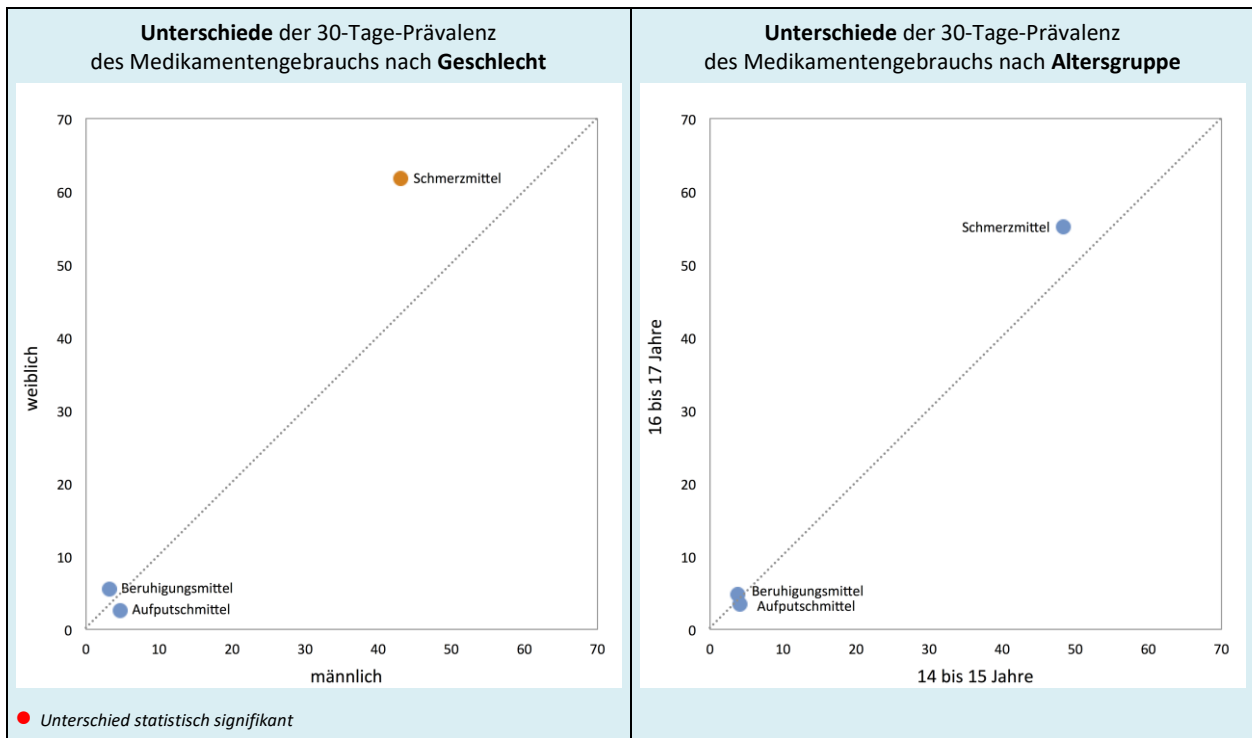 Unterschiede der 30-Tage-Prävalenz
des Medikamentengebrauchs nach Geschlecht
70
60
50
40
30
20
10
0
weiblich
Schmerzmittel
Beruhigungsmittel
Aufputschmittel
0 10 20 30 40 50 60 70
männlich
Unterschied statistisch signifikant
Unterschiede der 30-Tage-Prävalenz
des Medikamentengebrauchs nach Altersgruppe
70
60
50
40
30
20
10
0
16 bis 17 Jahre
Schmerzmittel
Beruhigungsmittel
Aufputschmittel
0 10 20 30 40 50 60 70
14 bis 15 Jahre